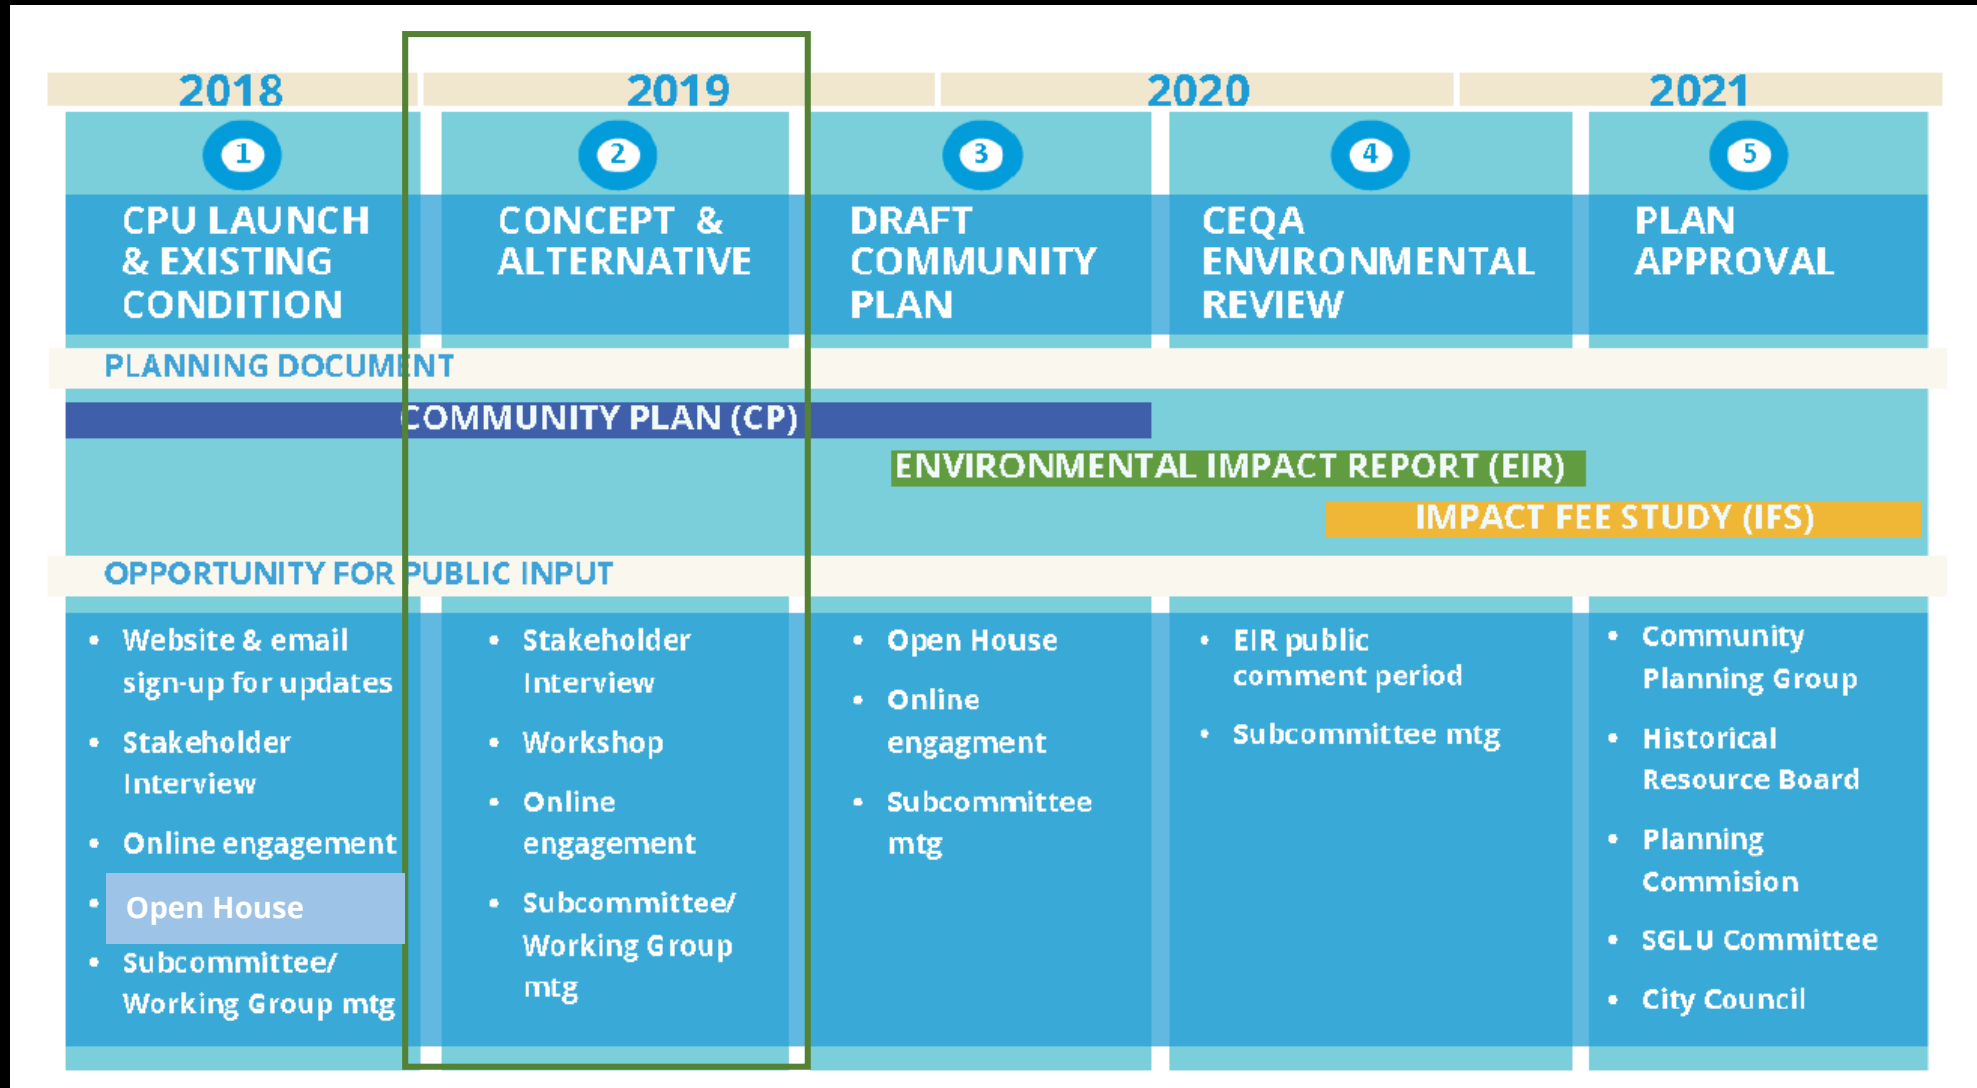 2018
2019
2020
2021
1
2
3
4
5
CPU LAUNCH
& EXISTING
CONDITION
CONCEPT &
ALTERNATIVE
DRAFT
COMMUNITY
PLAN
CEQA
ENVIRONMENTAL
REVIEW
PLAN
APPROVAL
PLANNING DOCUMENT
COMMUNITY PLAN (CP)
ENVIRONMENTAL IMPACT REPORT (EIR)
IMPACT FEE STUDY (IFS)
OPPORTUNITY FOR PUBLIC INPUT
• Website & email
sign-up for updates
• Stakeholder
Interview
• Online engagement
• Open House
• Subcommittee/
Working Group mtg
• Stakeholder
Interview
• Workshop
• Online
engagement
• Subcommittee/
Working Group
mtg
• Open House
• Online
engagment
• Subcommittee
mtg
• EIR public
comment period
• Subcommittee mtg
• Community
Planning Group
• Historical
Resource Board
• Planning
Commision
• SGLU Committee
• City Council